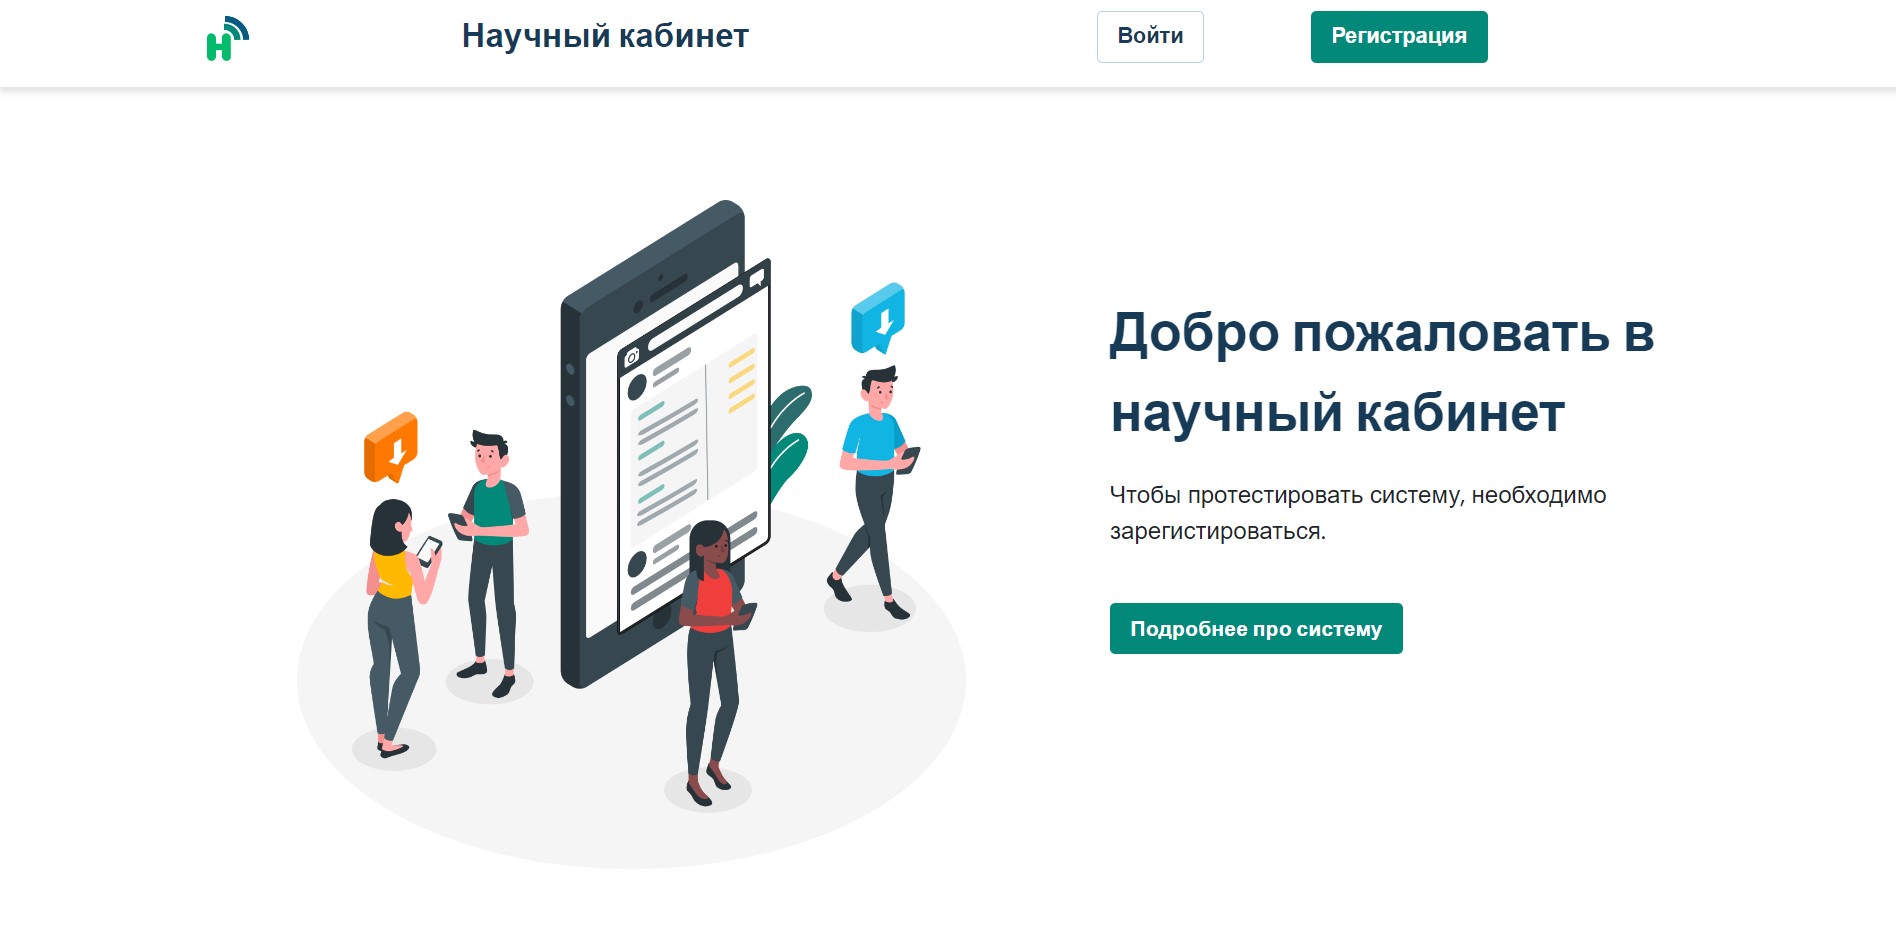 Н
Научный кабинет
Войти
Регистрация
Добро пожаловать в
научный кабинет
Чтобы протестировать систему, необходимо
зарегистироваться.
Подробнее про систему